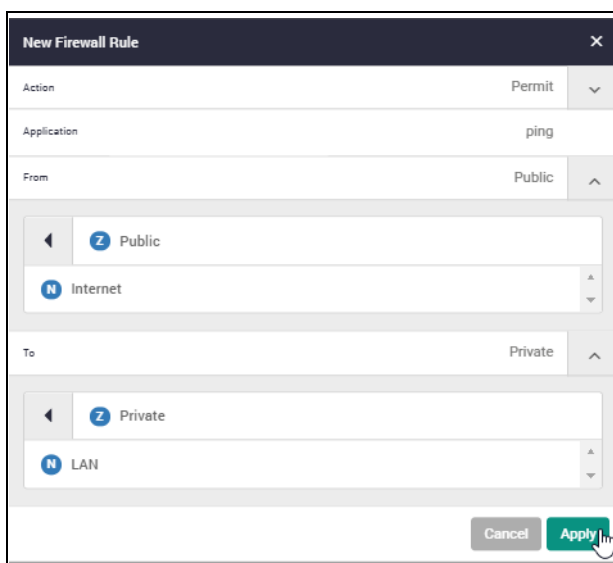 New Firewall Rule
Action Permit
Application ping
From Public
Z Public
N Internet
To Private
Z Private
N LAN
Cancel Apply